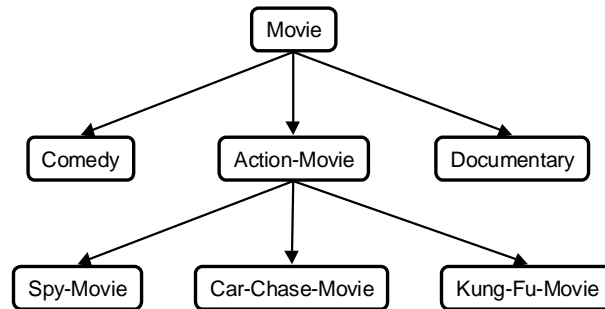 Movie
Comedy
Action-Movie
Documentary
Spy-Movie
Car-Chase-Movie
Kung-Fu-Movie